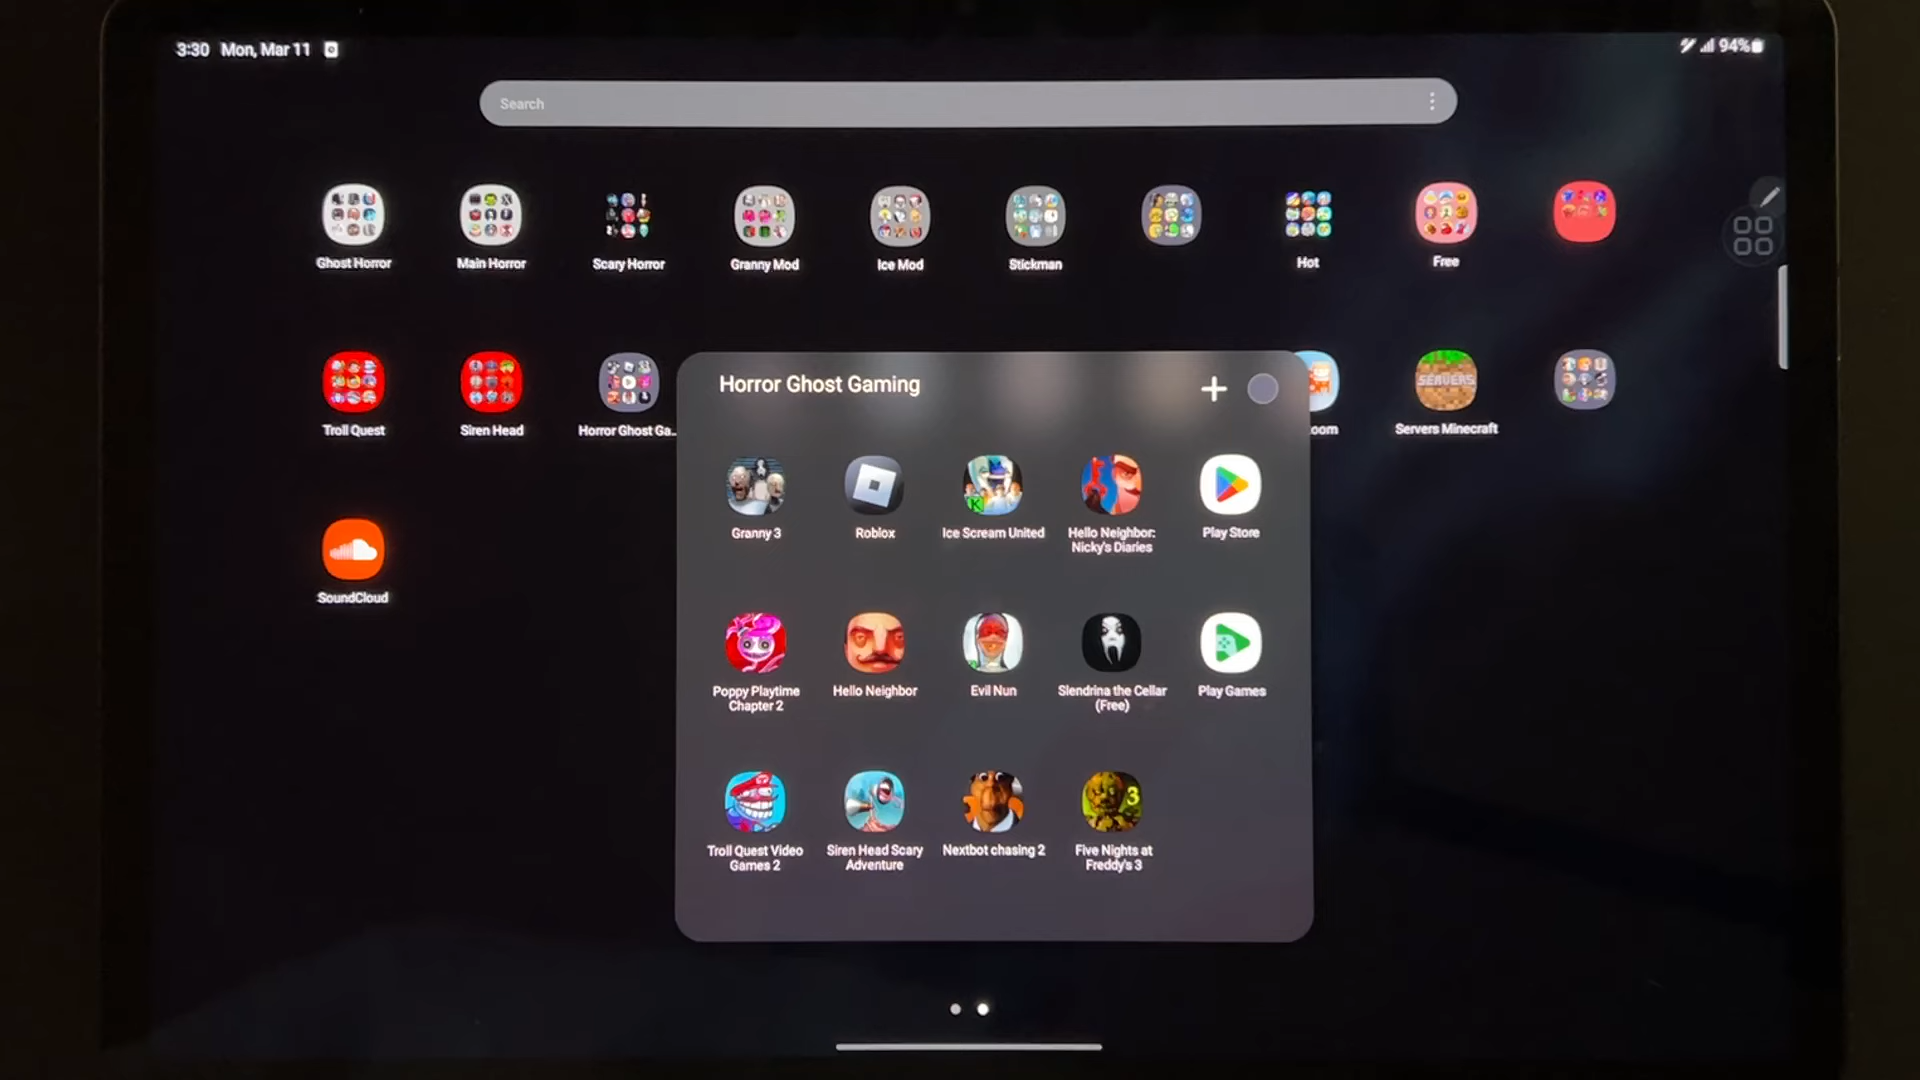 3:30 Mon, Mar 11
94%
Search
Ghost Horror
Main Horror
Scary Horror
Granny Mod
Ice Mod
Stickman
Hot
Free
Troll Quest
Siren Head
Horror Ghost Ga...
Horror Ghost Gaming
oom
SERVERS
Servers Minecraft
Granny 3
Roblox
Ice Scream United
Hello Neighbor:
Nicky's Diaries
Play Store
SoundCloud
Poppy Playtime
Chapter 2
Hello Neighbor
Evil Nun
Slendrina the Cellar
(Free)
Play Games
3
Troll Quest Video
Games 2
Siren Head Scary
Adventure
Nextbot chasing 2
Five Nights at
Freddy's 3